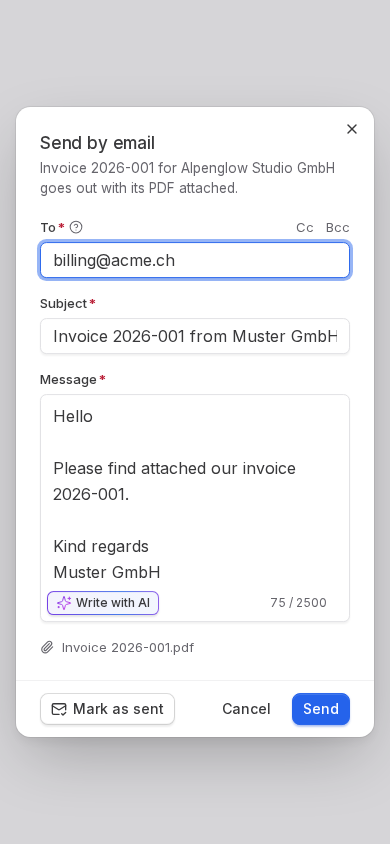 Send by email
Invoice 2026-001 for Alpenglow Studio GmbH
goes out with its PDF attached.
To* Cc Bcc
billing@acme.ch
Subject*
Invoice 2026-001 from Muster GmbH
Message*
Hello
Please find attached our invoice
2026-001.
Kind regards
Muster GmbH
Write with AI 75 / 2500
Invoice 2026-001.pdf
Mark as sent Cancel Send